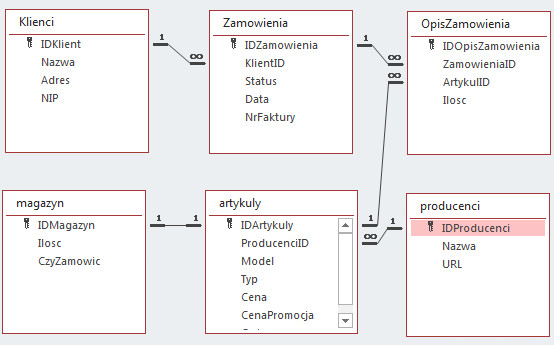 Klienci
IDKlient
Nazwa
Adres
NIP
1
∞
Zamowienia
IDZamowienia
KlientID
Status
Data
NrFaktury
1
∞
∞
OpisZamowienia
IDOpisZamowienia
ZamowieniaID
ArtykulID
Ilosc
magazyn
IDMagazyn
Ilosc
CzyZamowic
1
1
artykuly
IDArtykuly
ProducenciID
Model
Typ
Cena
CenaPromocja
1
∞
1
producenci
IDProducenci
Nazwa
URL